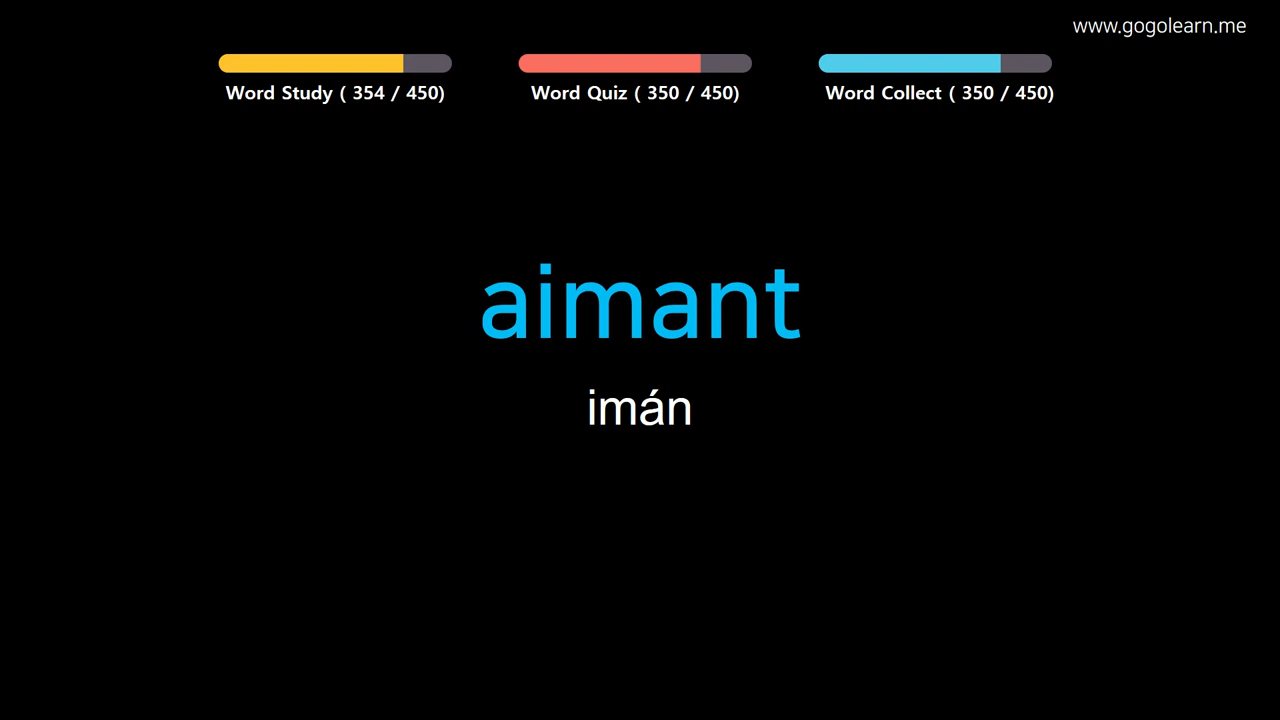 www.gogolearn.me
Word Study ( 354 / 450)
Word Quiz ( 350 / 450)
Word Collect ( 350 / 450)
aimant
imán